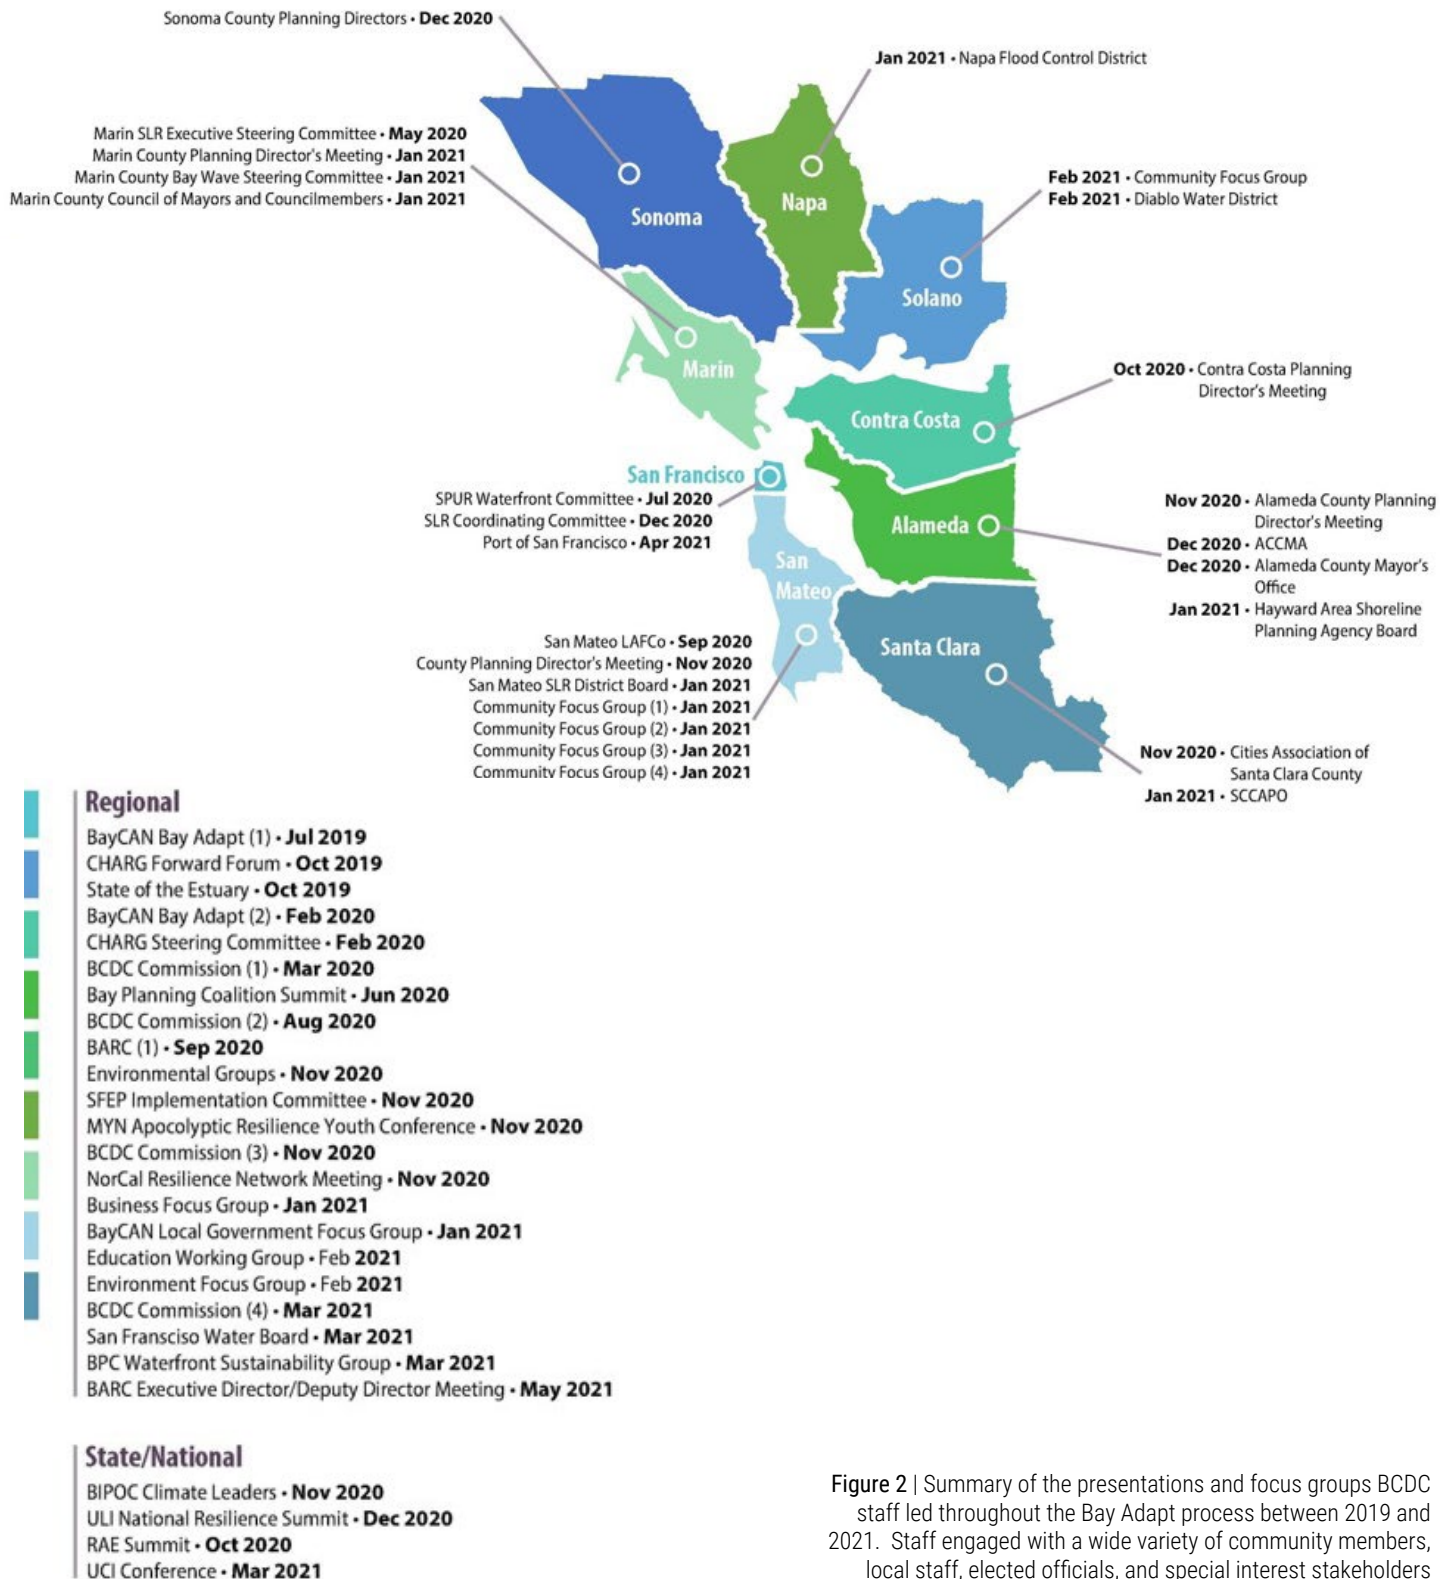 Sonoma County Planning Directors • Dec 2020
Jan 2021 • Napa Flood Control District
Marin SLR Executive Steering Committee • May 2020
Marin County Planning Director's Meeting • Jan 2021
Marin County Bay Wave Steering Committee • Jan 2021
Marin County Council of Mayors and Councilmembers • Jan 2021
Feb 2021 • Community Focus Group
Feb 2021 • Diablo Water District
Sonoma
Napa
Solano
Marin
Oct 2020 • Contra Costa Planning
Director's Meeting
Contra Costa
San Francisco
SPUR Waterfront Committee • Jul 2020
SLR Coordinating Committee • Dec 2020
Port of San Francisco • Apr 2021
Alameda
Nov 2020 • Alameda County Planning
Director's Meeting
Dec 2020 • ACCMA
Dec 2020 • Alameda County Mayor's
Office
Jan 2021 • Hayward Area Shoreline
Planning Agency Board
San
Mateo
San Mateo LAFCo • Sep 2020
County Planning Director's Meeting • Nov 2020
San Mateo SLR District Board • Jan 2021
Community Focus Group (1) • Jan 2021
Community Focus Group (2) • Jan 2021
Community Focus Group (3) • Jan 2021
Community Focus Group (4) • Jan 2021
Santa Clara
Nov 2020 • Cities Association of
Santa Clara County
Jan 2021 • SCCAPO
Regional
BayCAN Bay Adapt (1) • Jul 2019
CHARG Forward Forum • Oct 2019
State of the Estuary • Oct 2019
BayCAN Bay Adapt (2) • Feb 2020
CHARG Steering Committee • Feb 2020
BCDC Commission (1) • Mar 2020
Bay Planning Coalition Summit • Jun 2020
BCDC Commission (2) • Aug 2020
BARC (1) • Sep 2020
Environmental Groups • Nov 2020
SFEP Implementation Committee • Nov 2020
MYN Apocolyptic Resilience Youth Conference • Nov 2020
BCDC Commission (3) • Nov 2020
NorCal Resilience Network Meeting • Nov 2020
Business Focus Group • Jan 2021
BayCAN Local Government Focus Group • Jan 2021
Education Working Group • Feb 2021
Environment Focus Group • Feb 2021
BCDC Commission (4) • Mar 2021
San Fransciso Water Board • Mar 2021
BPC Waterfront Sustainability Group • Mar 2021
BARC Executive Director/Deputy Director Meeting • May 2021
State/National
BIPOC Climate Leaders • Nov 2020
ULI National Resilience Summit • Dec 2020
RAE Summit • Oct 2020
UCI Conference • Mar 2021
Figure 2 | Summary of the presentations and focus groups BCDC
staff led throughout the Bay Adapt process between 2019 and
2021. Staff engaged with a wide variety of community members,
local staff, elected officials, and special interest stakeholders